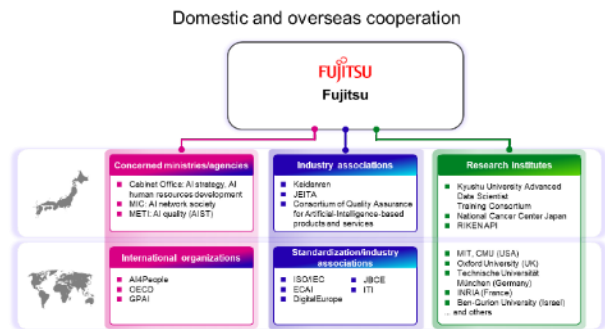 Domestic and overseas cooperation
FUJITSU
Fujitsu
Concerned ministries/agencies
Cabinet Office: AI strategy, AI
human resources development
MIC: AI network society
METI: AI quality (AIST)
Industry associations
Keidanren
JEITA
Consortium of Quality Assurance
for Artificial-Intelligence-based
products and services
Research institutes
Kyushu University Advanced
Data Scientist
Training Consortium
National Cancer Center Japan
RIKEN API
International organizations
AI4People
OECD
GPAI
Standardization/industry
associations
ISO/IEC
ECAI
DigitalEurope
JBCE
ITI
MIT, CMU (USA)
Oxford University (UK)
Technische Universität
München (Germany)
INRIA (France)
Ben-Gurion University (Israel)
... and others